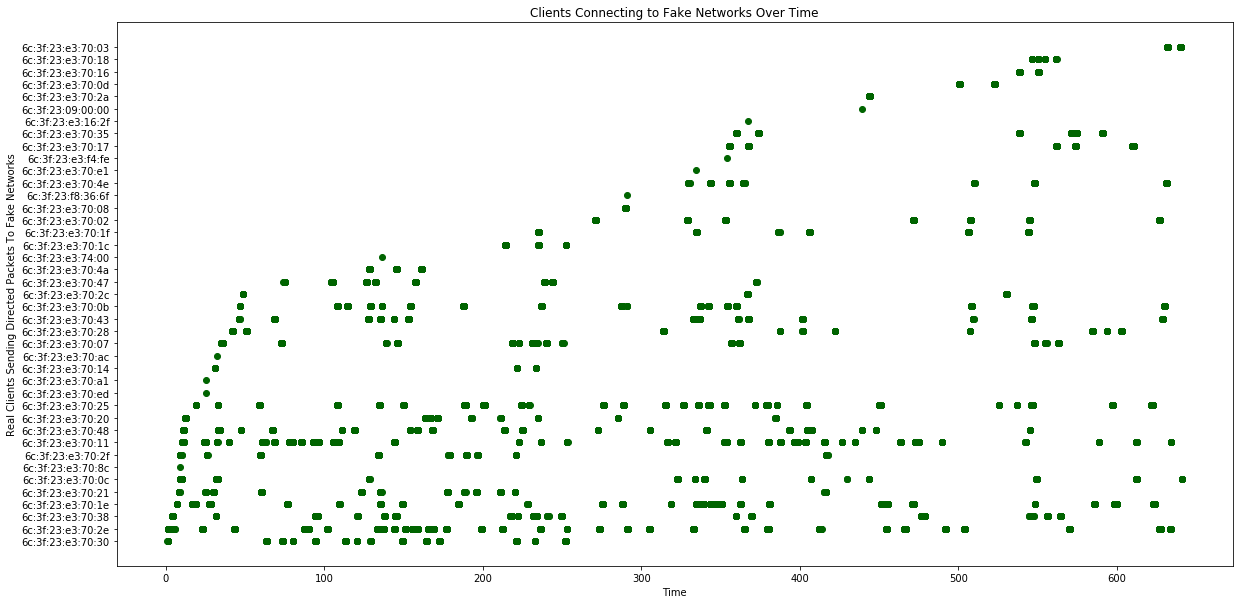 Clients Connecting to Fake Networks Over Time
Real Clients Sending Directed Packets To Fake Networks
6c:3f:23:e3:70:03
6c:3f:23:e3:70:18
6c:3f:23:e3:70:16
6c:3f:23:e3:70:0d
6c:3f:23:e3:70:2a
6c:3f:23:09:00:00
6c:3f:23:e3:16:2f
6c:3f:23:e3:70:35
6c:3f:23:e3:70:17
6c:3f:23:e3:f4:fe
6c:3f:23:e3:70:e1
6c:3f:23:e3:70:4e
6c:3f:23:f8:36:6f
6c:3f:23:e3:70:08
6c:3f:23:e3:70:02
6c:3f:23:e3:70:1f
6c:3f:23:e3:70:1c
6c:3f:23:e3:74:00
6c:3f:23:e3:70:4a
6c:3f:23:e3:70:47
6c:3f:23:e3:70:2c
6c:3f:23:e3:70:0b
6c:3f:23:e3:70:43
6c:3f:23:e3:70:28
6c:3f:23:e3:70:07
6c:3f:23:e3:70:ac
6c:3f:23:e3:70:14
6c:3f:23:e3:70:a1
6c:3f:23:e3:70:ed
6c:3f:23:e3:70:25
6c:3f:23:e3:70:20
6c:3f:23:e3:70:48
6c:3f:23:e3:70:11
6c:3f:23:e3:70:2f
6c:3f:23:e3:70:8c
6c:3f:23:e3:70:0c
6c:3f:23:e3:70:21
6c:3f:23:e3:70:1e
6c:3f:23:e3:70:38
6c:3f:23:e3:70:2e
6c:3f:23:e3:70:30
0 100 200 300 400 500 600
Time